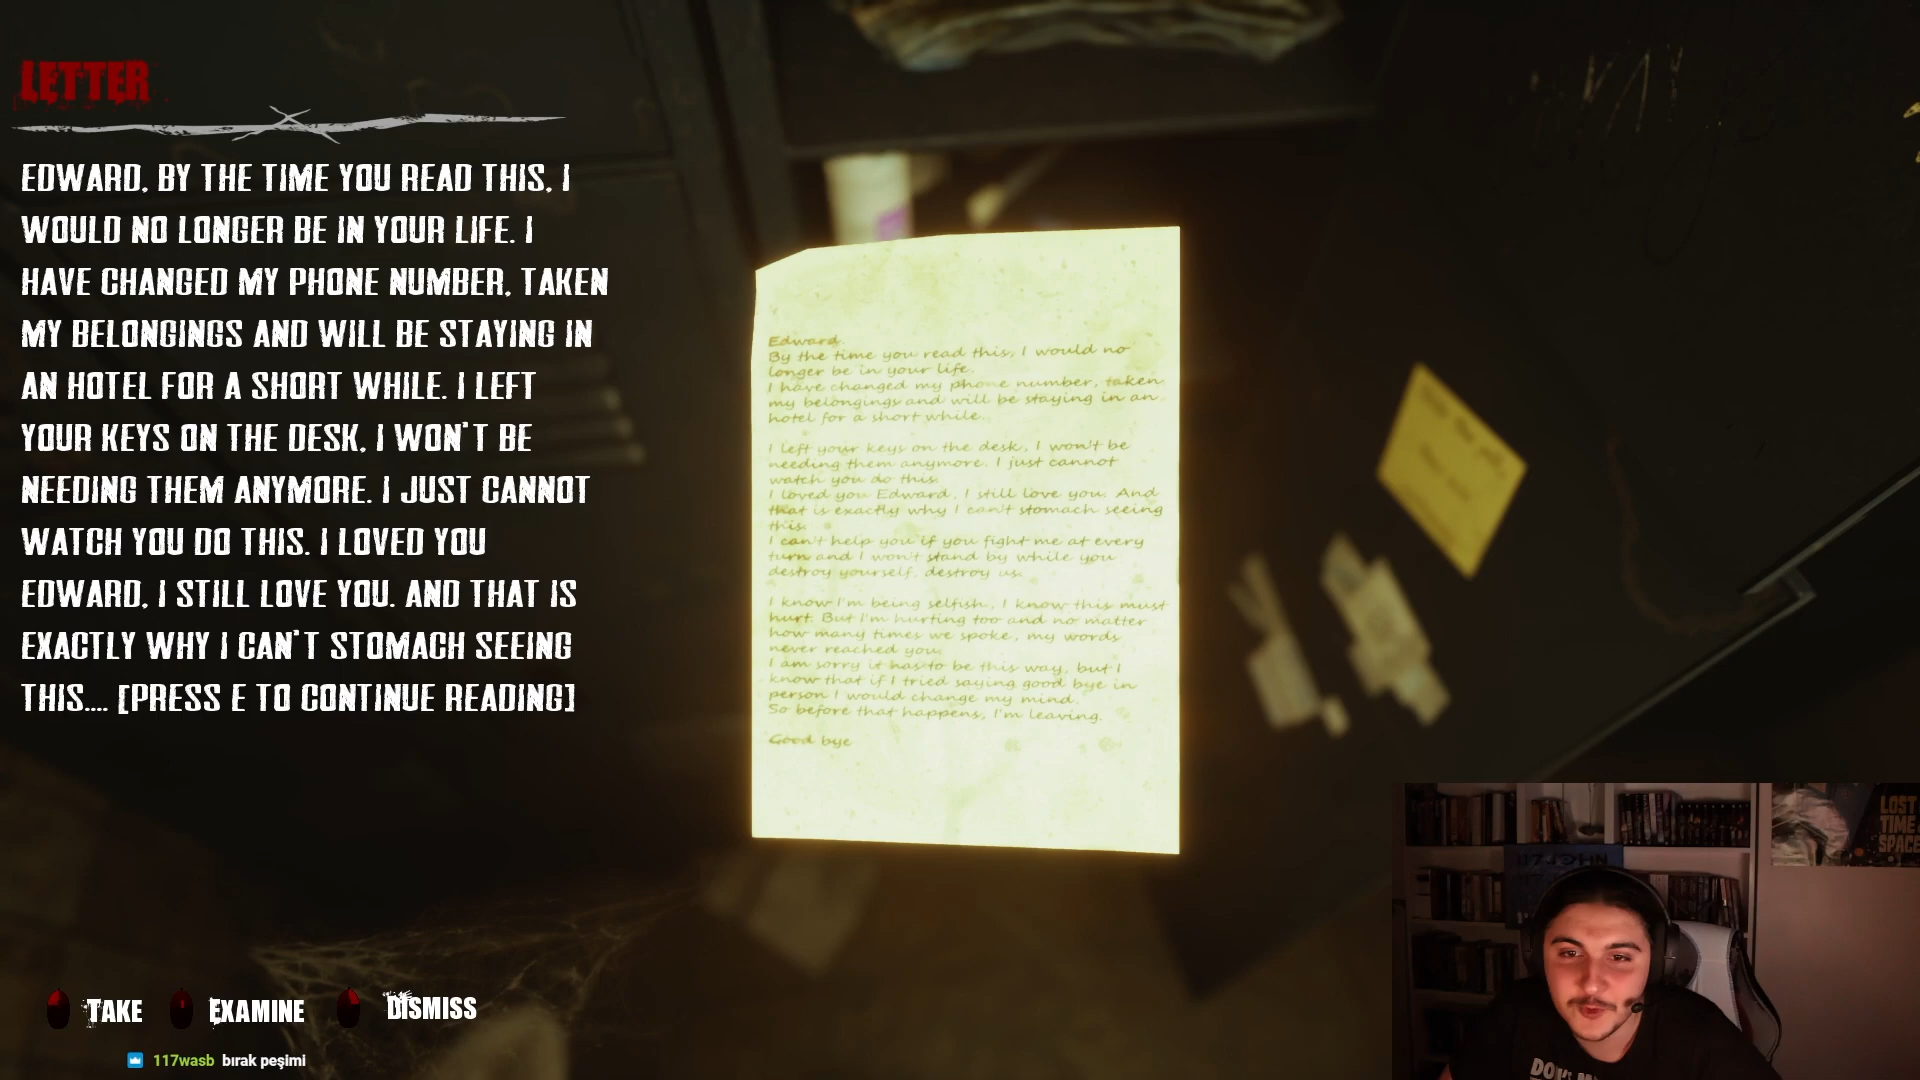 LETTER
EDWARD, BY THE TIME YOU READ THIS, I
WOULD NO LONGER BE IN YOUR LIFE. I
HAVE CHANGED MY PHONE NUMBER, TAKEN
MY BELONGINGS AND WILL BE STAYING IN
AN HOTEL FOR A SHORT WHILE. I LEFT
YOUR KEYS ON THE DESK, I WON'T BE
NEEDING THEM ANYMORE. I JUST CANNOT
WATCH YOU DO THIS. I LOVED YOU
EDWARD, I STILL LOVE YOU. AND THAT IS
EXACTLY WHY I CAN'T STOMACH SEEING
THIS.... [PRESS E TO CONTINUE READING]
Edward,
By the time you read this, I would no
longer be in your life.
I have changed my phone number, taken
my belongings and will be staying in an
hotel for a short while.
I left your keys on the desk, I won't be
needing them anymore. I just cannot
watch you do this.
I loved you Edward, I still love you. And
that is exactly why I can't stomach seeing
this.
I can't help you if you fight me at every
turn and I won't stand by while you
destroy yourself, destroy us.
I know I'm being selfish, I know this must
hurt. But I'm hurting too and no matter
how many times we spoke, my words
never reached you.
I am sorry it has to be this way, but I
know that if I tried saying good bye in
person I would change my mind.
So before that happens, I'm leaving.
Good bye
TAKE EXAMINE DISMISS
117wasb bırak peşimi
LOST
TIME
SPACE